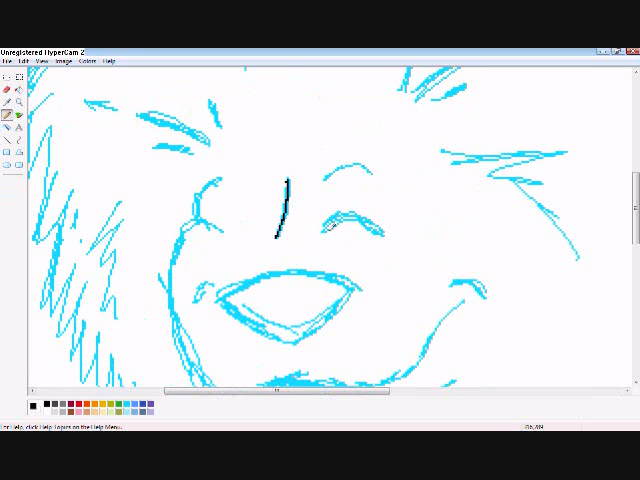 Unregistered HyperCam 2
File Edit View Image Colors Help
For Help, click Help Topics on the Help Menu.